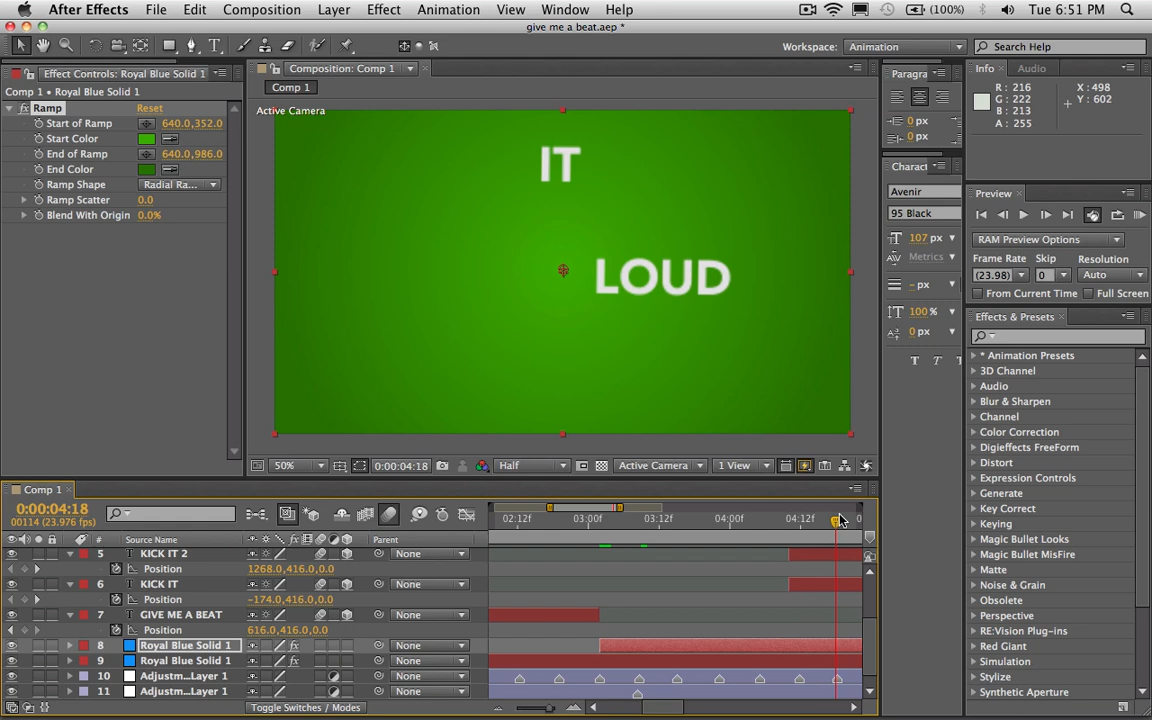 After Effects File Edit Composition Layer Effect Animation View Window Help (100%) Tue 6:51 PM
give me a beat.aep *
Workspace: Animation Search Help
Effect Controls: Royal Blue Solid 1
Comp 1 • Royal Blue Solid 1
fx Ramp Reset
Start of Ramp 640.0,352.0
Start Color
End of Ramp 640.0,986.0
End Color
Ramp Shape Radial Ra...
Ramp Scatter 0.0
Blend With Origin 0.0%
Composition: Comp 1
Comp 1
Active Camera
IT
LOUD
50% 0:00:04:18 Half Active Camera 1 View
Paragra
0 px
0 px
Charact
Avenir
95 Black
107 px
Metrics
- px
100 %
0 px
T T
Info Audio
R : 216 X : 498
G : 222 Y : 602
B : 213
A : 255
Preview
RAM Preview Options
Frame Rate Skip Resolution
(23.98) 0 Auto
From Current Time Full Screen
Effects & Presets
* Animation Presets
3D Channel
Audio
Blur & Sharpen
Channel
Color Correction
Digieffects FreeForm
Distort
Expression Controls
Generate
Key Correct
Keying
Magic Bullet Looks
Magic Bullet MisFire
Matte
Noise & Grain
Obsolete
Perspective
RE:Vision Plug-ins
Red Giant
Simulation
Stylize
Synthetic Aperture
Comp 1
0:00:04:18
00114 (23.976 fps)
02:12f 03:00f 03:12f 04:00f 04:12f
# Source Name Parent
5 T KICK IT 2 None
Position 1268.0,416.0,0.0
6 T KICK IT None
Position -174.0,416.0,0.0
7 T GIVE ME A BEAT None
Position 616.0,416.0,0.0
8 Royal Blue Solid 1 fx None
9 Royal Blue Solid 1 fx None
10 Adjustm...Layer 1 None
11 Adjustm...Layer 1 None
Toggle Switches / Modes